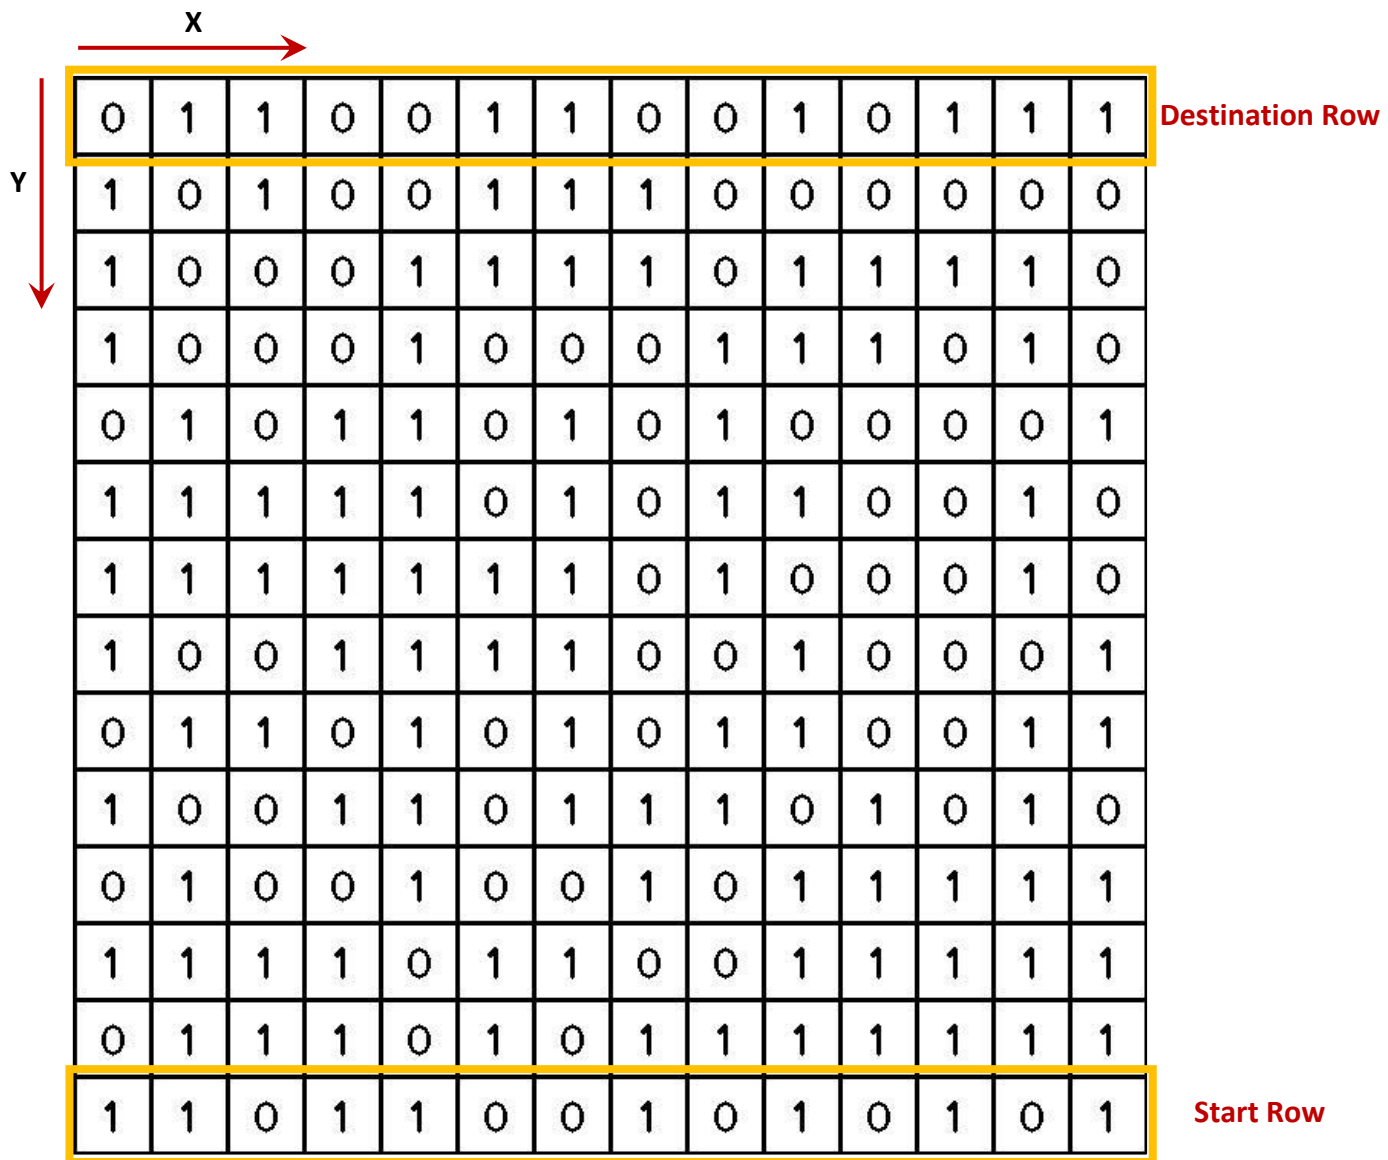 X
0 1 1 0 0 1 1 0 0 1 0 1 1 1 Destination Row
Y
1 0 1 0 0 1 1 1 0 0 0 0 0 0
1 0 0 0 1 1 1 1 0 1 1 1 1 0
1 0 0 0 1 0 0 0 1 1 1 0 1 0
0 1 0 1 1 0 1 0 1 0 0 0 0 1
1 1 1 1 1 0 1 0 1 1 0 0 1 0
1 1 1 1 1 1 1 0 1 0 0 0 1 0
1 0 0 1 1 1 1 0 0 1 0 0 0 1
0 1 1 0 1 0 1 0 1 1 0 0 1 1
1 0 0 1 1 0 1 1 1 0 1 0 1 0
0 1 0 0 1 0 0 1 0 1 1 1 1 1
1 1 1 1 0 1 1 0 0 1 1 1 1 1
0 1 1 1 0 1 0 1 1 1 1 1 1 1
1 1 0 1 1 0 0 1 0 1 0 1 0 1 Start Row